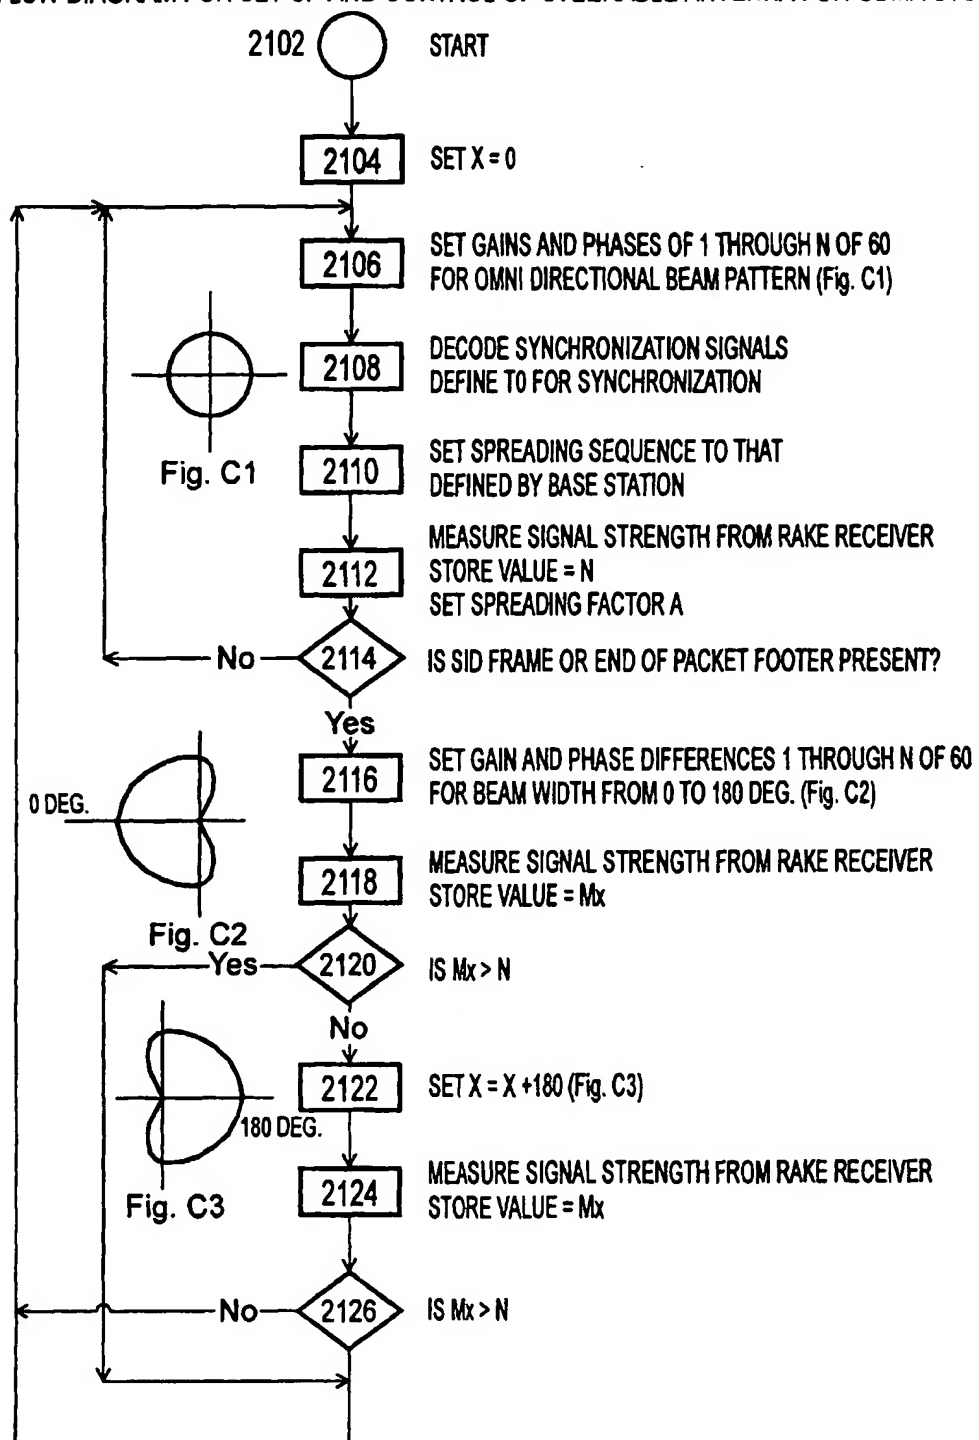 2102 START
2104 SET X = 0
2106 SET GAINS AND PHASES OF 1 THROUGH N OF 60
FOR OMNI DIRECTIONAL BEAM PATTERN (Fig. C1)
2108 DECODE SYNCHRONIZATION SIGNALS
DEFINE T0 FOR SYNCHRONIZATION
Fig. C1
2110 SET SPREADING SEQUENCE TO THAT
DEFINED BY BASE STATION
2112 MEASURE SIGNAL STRENGTH FROM RAKE RECEIVER
STORE VALUE = N
SET SPREADING FACTOR A
No 2114 IS SID FRAME OR END OF PACKET FOOTER PRESENT?
Yes
2116 SET GAIN AND PHASE DIFFERENCES 1 THROUGH N OF 60
FOR BEAM WIDTH FROM 0 TO 180 DEG. (Fig. C2)
0 DEG.
2118 MEASURE SIGNAL STRENGTH FROM RAKE RECEIVER
STORE VALUE = Mx
Fig. C2
Yes 2120 IS Mx > N
No
2122 SET X = X +180 (Fig. C3)
180 DEG.
2124 MEASURE SIGNAL STRENGTH FROM RAKE RECEIVER
STORE VALUE = Mx
Fig. C3
No 2126 IS Mx > N